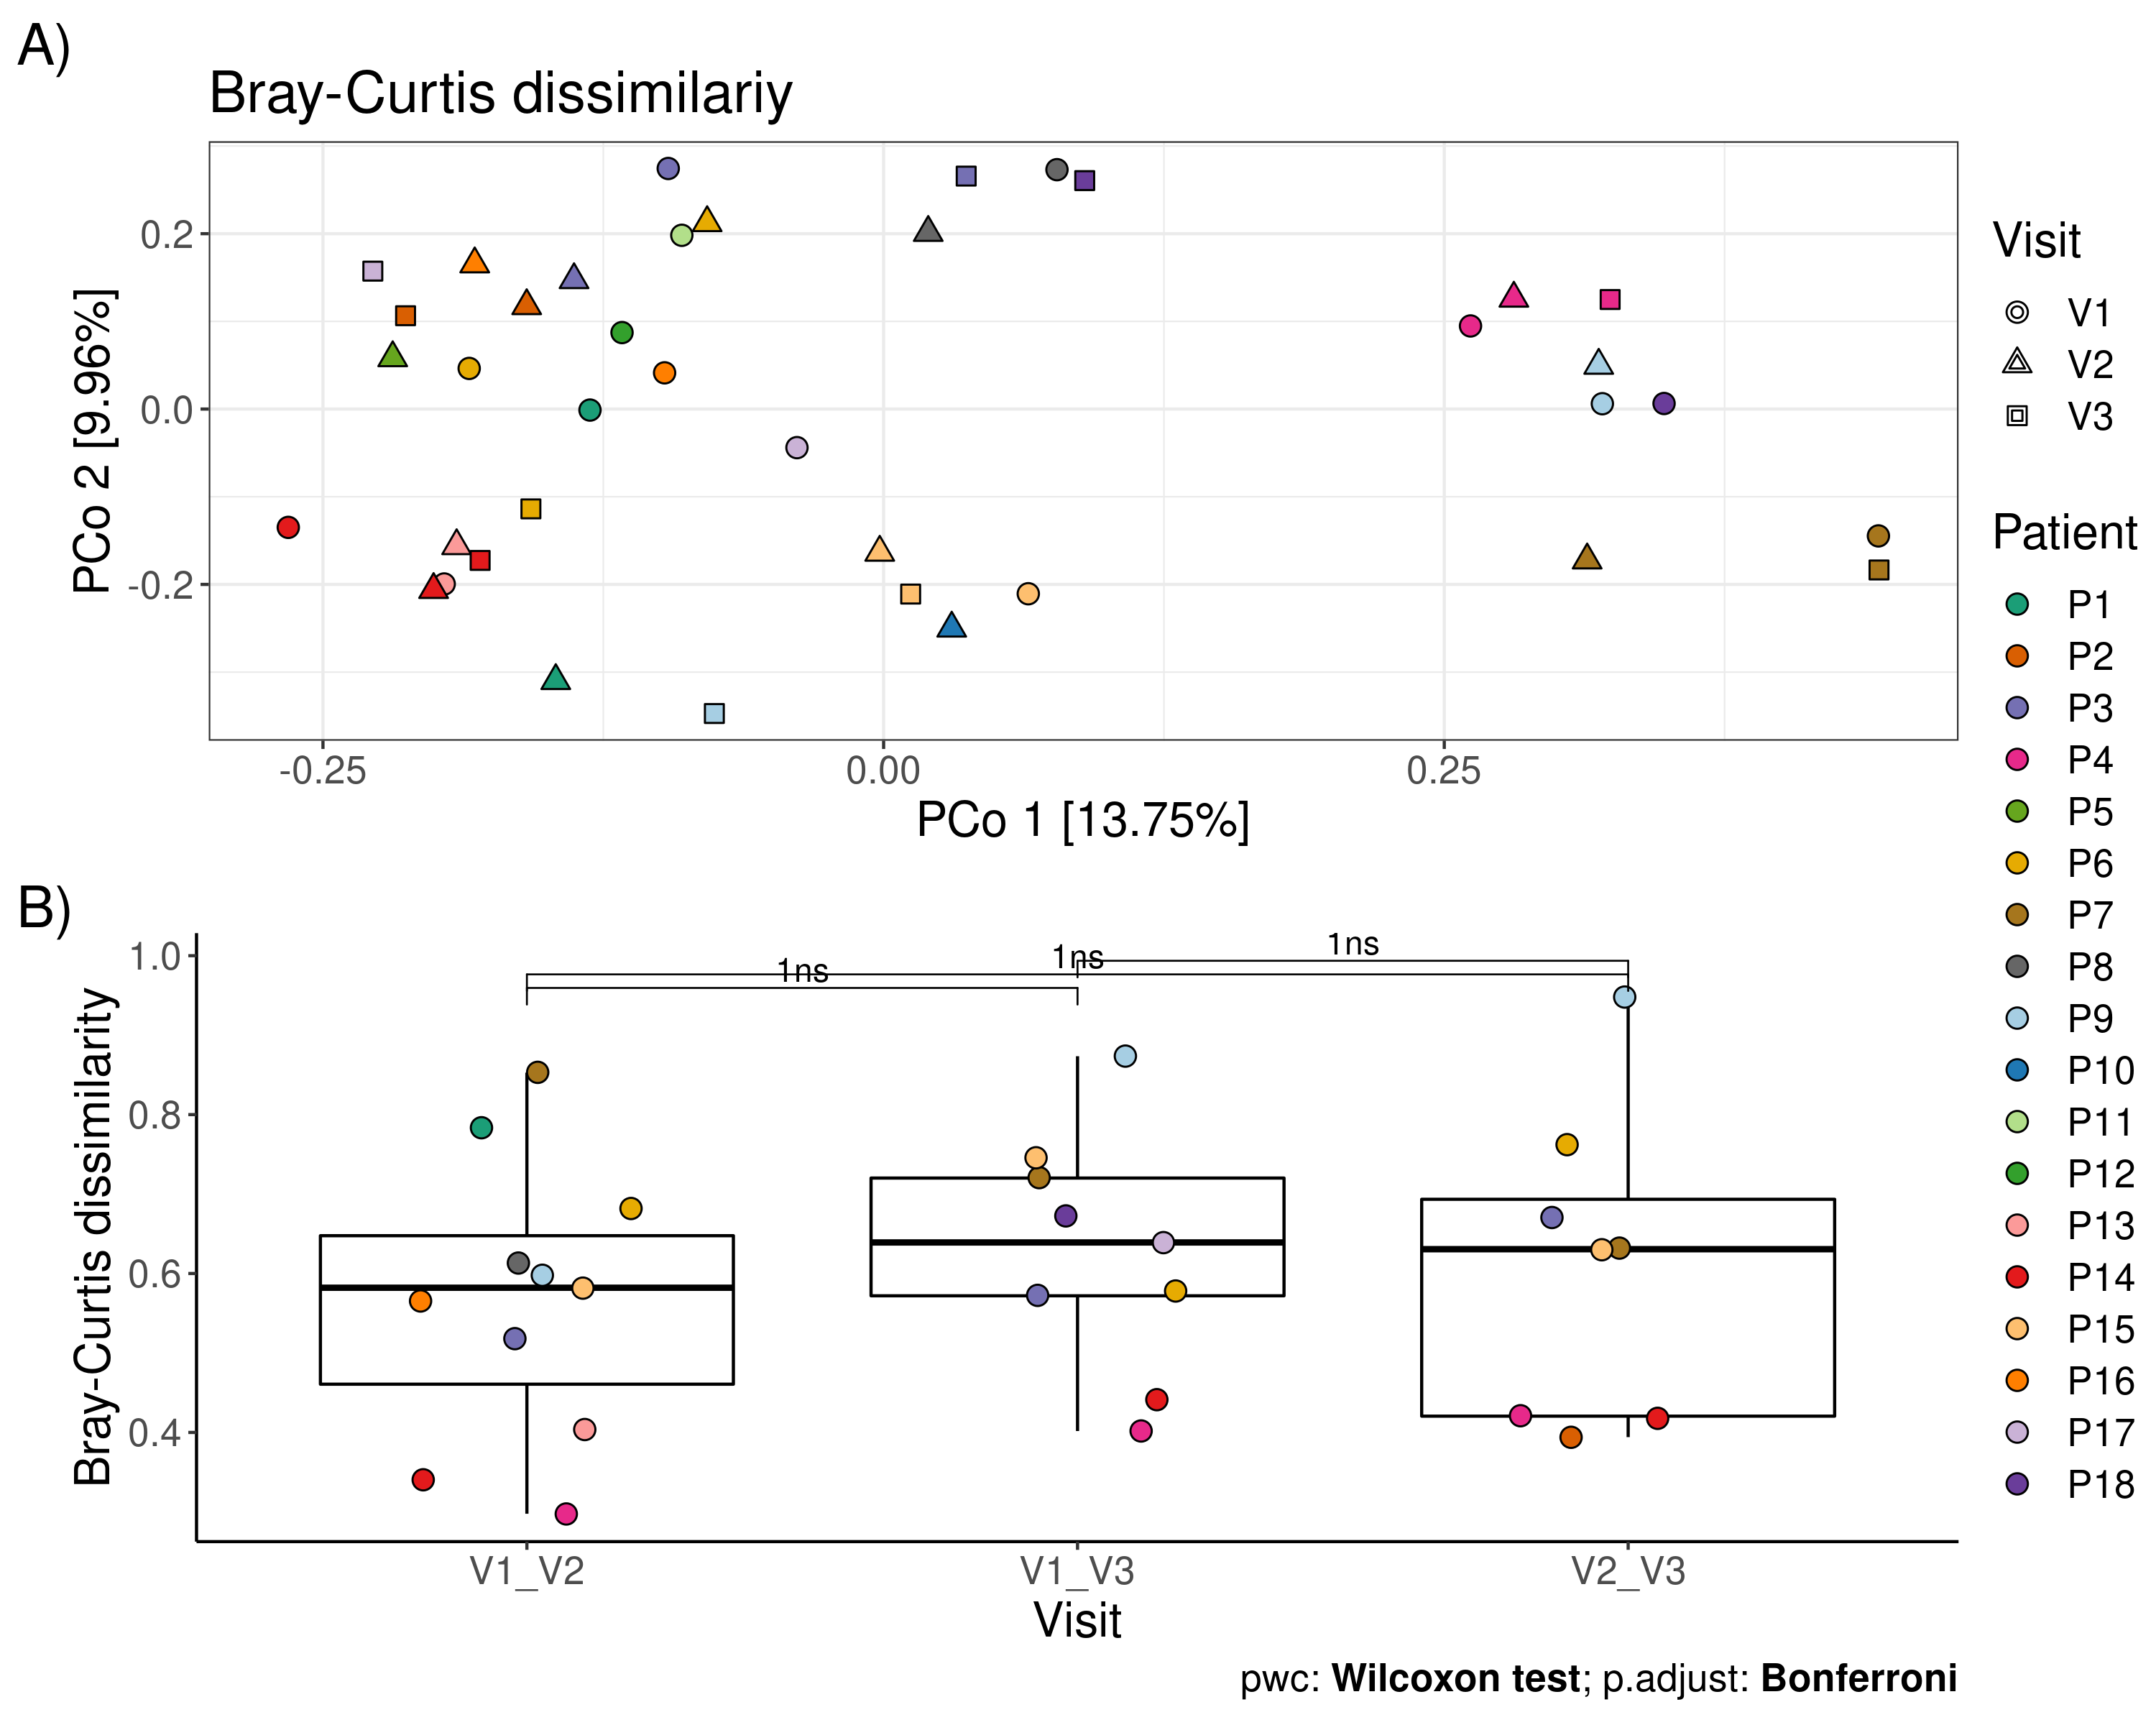 A)
Bray-Curtis dissimilariy
PCo 2 [9.96%]
0.2
0.0
-0.2
-0.25
0.00
0.25
PCo 1 [13.75%]
Visit
V1
V2
V3
Patient
P1
P2
P3
P4
P5
P6
P7
P8
P9
P10
P11
P12
P13
P14
P15
P16
P17
P18
B)
Bray-Curtis dissimilarity
1.0
0.8
0.6
0.4
1ns
1ns
1ns
V1_V2
V1_V3
V2_V3
Visit
pwc: Wilcoxon test; p.adjust: Bonferroni